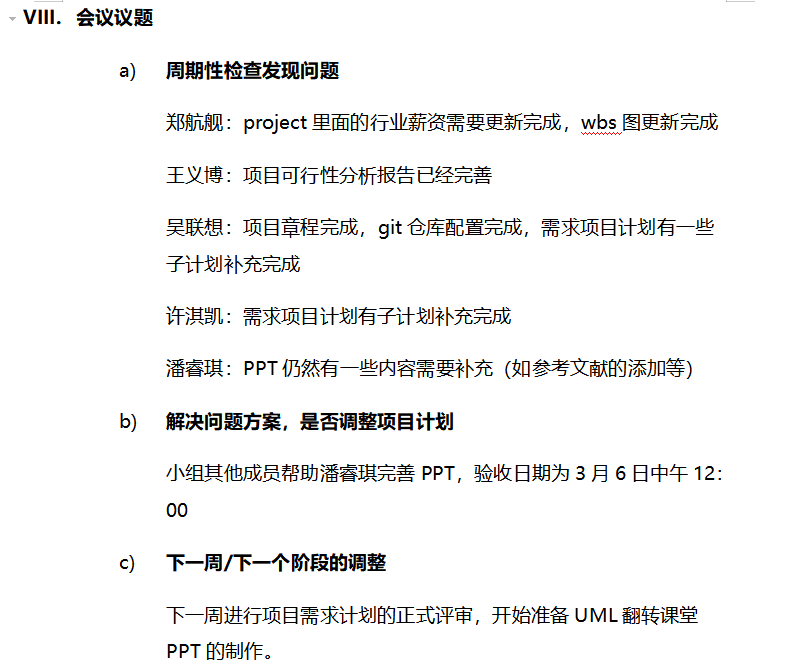 VIII. 会议议题
a) 周期性检查发现问题
郑航舰：project 里面的行业薪资需要更新完成，wbs 图更新完成
王义博：项目可行性分析报告已经完善
吴联想：项目章程完成，git 仓库配置完成，需求项目计划有一些
子计划补充完成
许淇凯：需求项目计划有子计划补充完成
潘睿琪：PPT 仍然有一些内容需要补充（如参考文献的添加等）
b) 解决问题方案，是否调整项目计划
小组其他成员帮助潘睿琪完善 PPT，验收日期为 3 月 6 日中午 12：
00
c) 下一周/下一个阶段的调整
下一周进行项目需求计划的正式评审，开始准备 UML 翻转课堂
PPT 的制作。